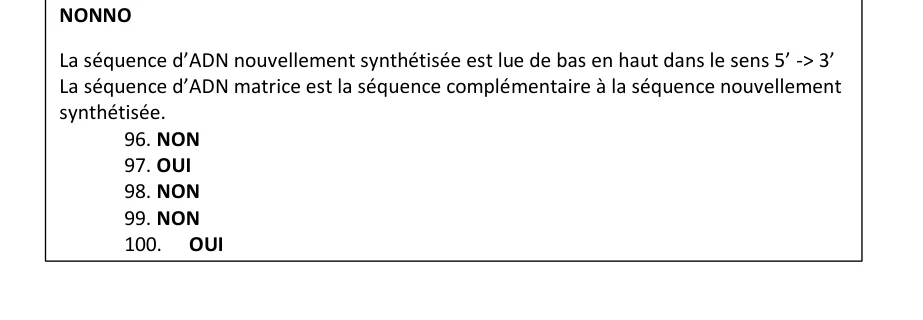 NONNO
La séquence d’ADN nouvellement synthétisée est lue de bas en haut dans le sens 5’ -> 3’
La séquence d’ADN matrice est la séquence complémentaire à la séquence nouvellement
synthétisée.
96. NON
97. OUI
98. NON
99. NON
100. OUI